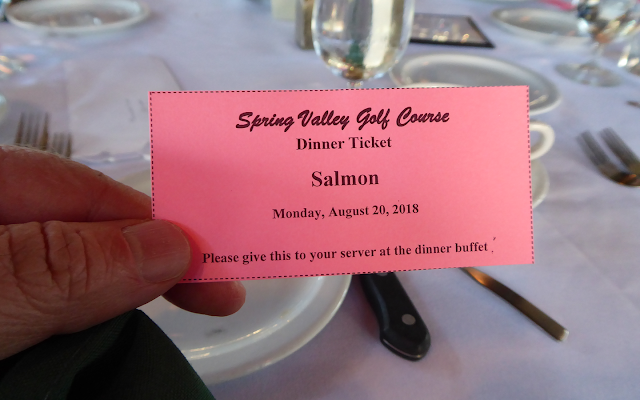 Spring Valley Golf Course
Dinner Ticket
Salmon
Monday, August 20, 2018
Please give this to your server at the dinner buffet.